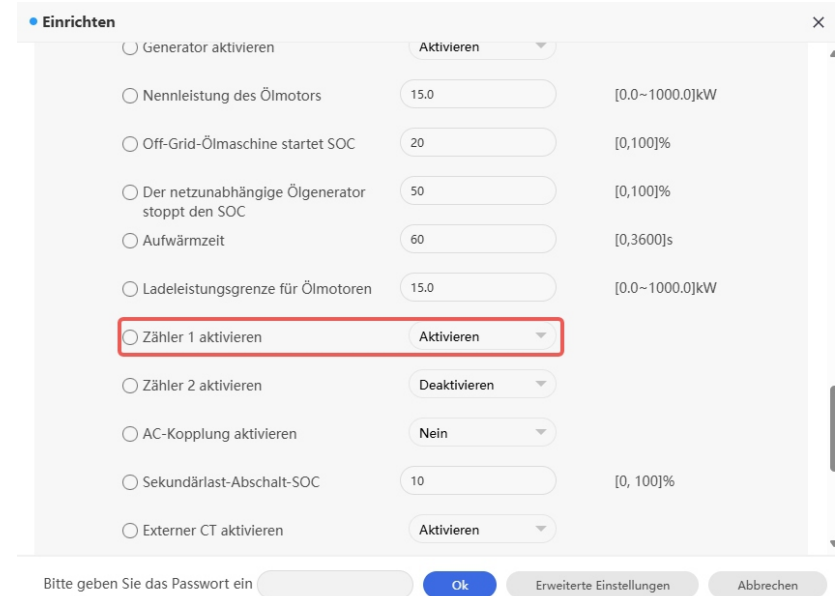 Einrichten
Generator aktivieren Aktivieren
Nennleistung des Ölmotors 15.0 [0.0~1000.0]kW
Off-Grid-Ölmaschine startet SOC 20 [0,100]%
Der netzunabhängige Ölgenerator 50 [0,100]%
stoppt den SOC
Aufwärmzeit 60 [0,3600]s
Ladeleistungsgrenze für Ölmotoren 15.0 [0.0~1000.0]kW
Zähler 1 aktivieren Aktivieren
Zähler 2 aktivieren Deaktivieren
AC-Kopplung aktivieren Nein
Sekundärlast-Abschalt-SOC 10 [0, 100]%
Externer CT aktivieren Aktivieren
Bitte geben Sie das Passwort ein Ok Erweiterte Einstellungen Abbrechen